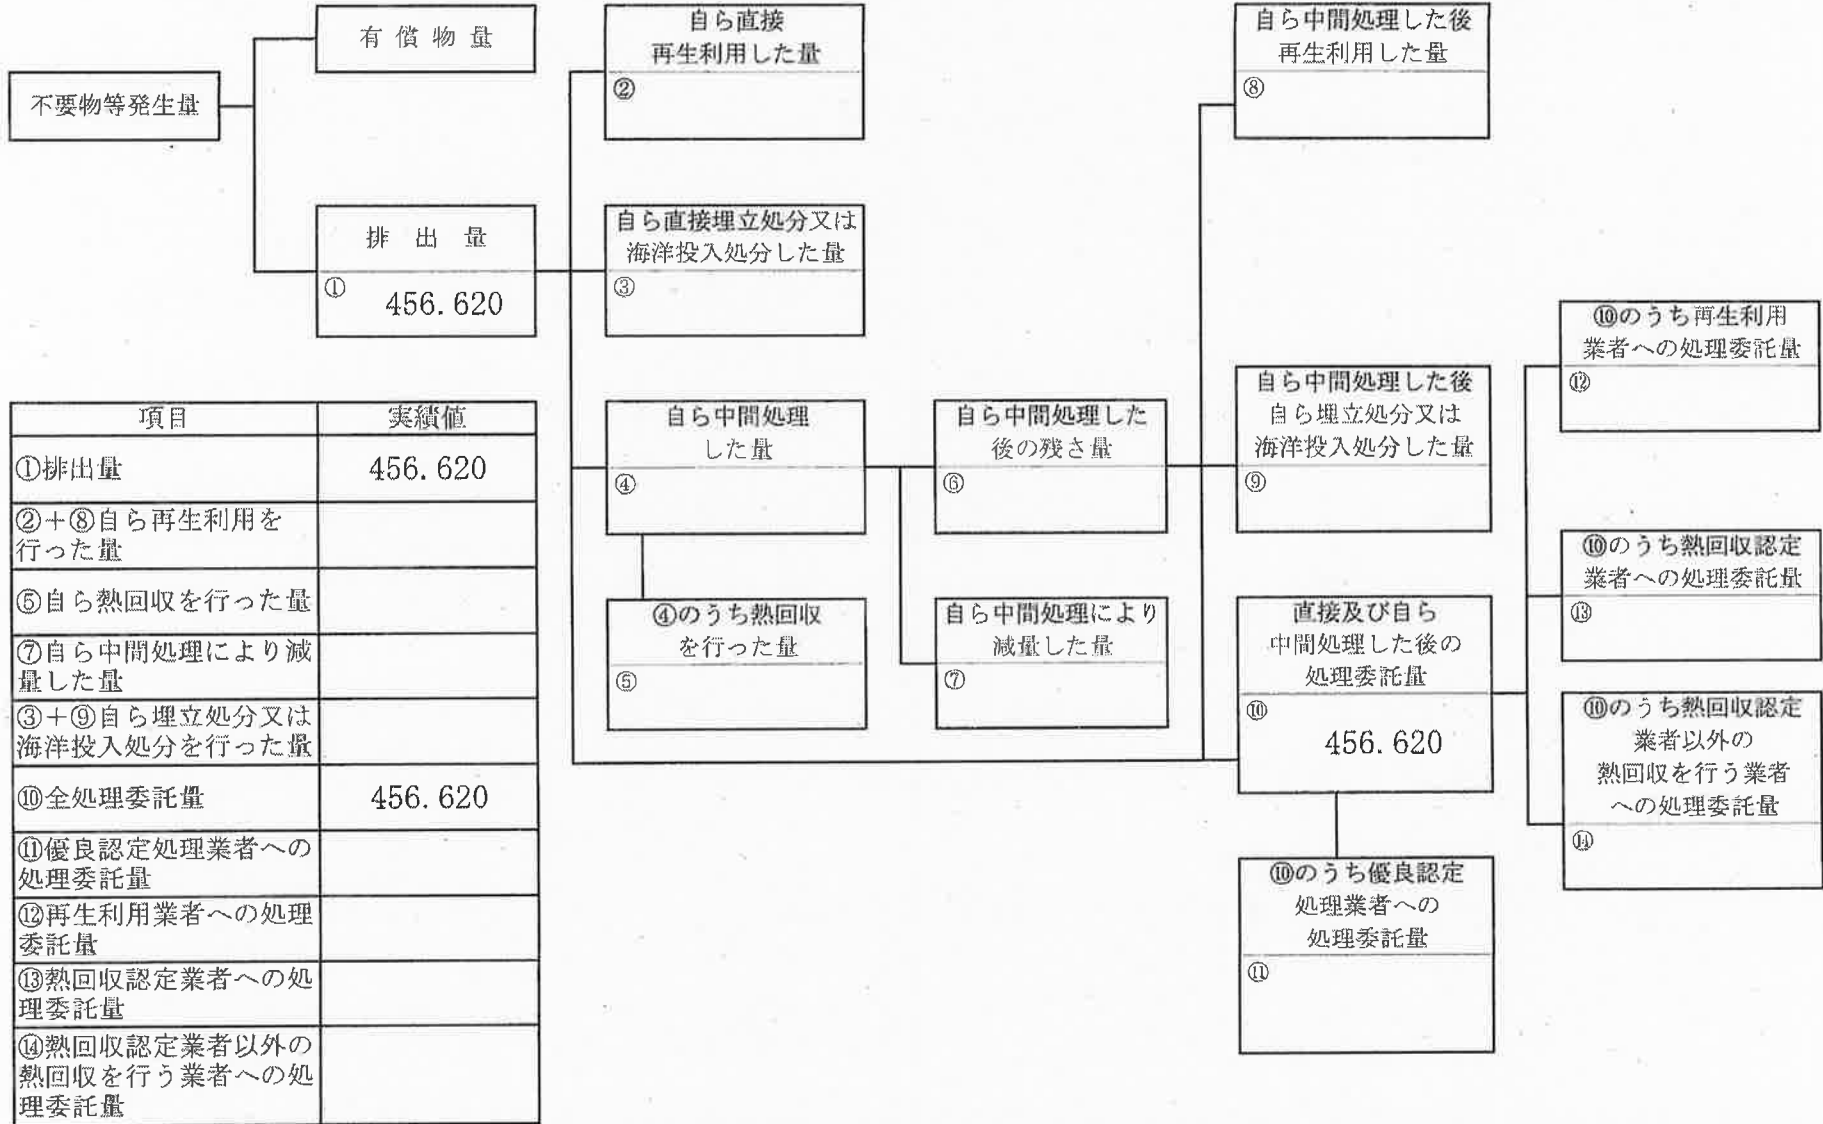 不要物等発生量
有償物量
排出量
①
456.620
自ら直接
再生利用した量
②
自ら直接埋立処分又は
海洋投入処分した量
③
自ら中間処理
した量
④
④のうち熱回収
を行った量
⑤
自ら中間処理した
後の残さ量
⑥
自ら中間処理により
減量した量
⑦
自ら中間処理した後
再生利用した量
⑧
自ら中間処理した後
自ら埋立処分又は
海洋投入処分した量
⑨
直接及び自ら
中間処理した後の
処理委託量
⑩
456.620
⑩のうち優良認定
処理業者への
処理委託量
⑪
⑩のうち再生利用
業者への処理委託量
⑫
⑩のうち熱回収認定
業者への処理委託量
⑬
⑩のうち熱回収認定
業者以外の
熱回収を行う業者
への処理委託量
⑭
項目 実績値
①排出量 456.620
②+⑧自ら再生利用を
行った量
⑤自ら熱回収を行った量
⑦自ら中間処理により減
量した量
③+⑨自ら埋立処分又は
海洋投入処分を行った量
⑩全処理委託量 456.620
⑪優良認定処理業者への
処理委託量
⑫再生利用業者への処理
委託量
⑬熱回収認定業者への処
理委託量
⑭熱回収認定業者以外の
熱回収を行う業者への処
理委託量